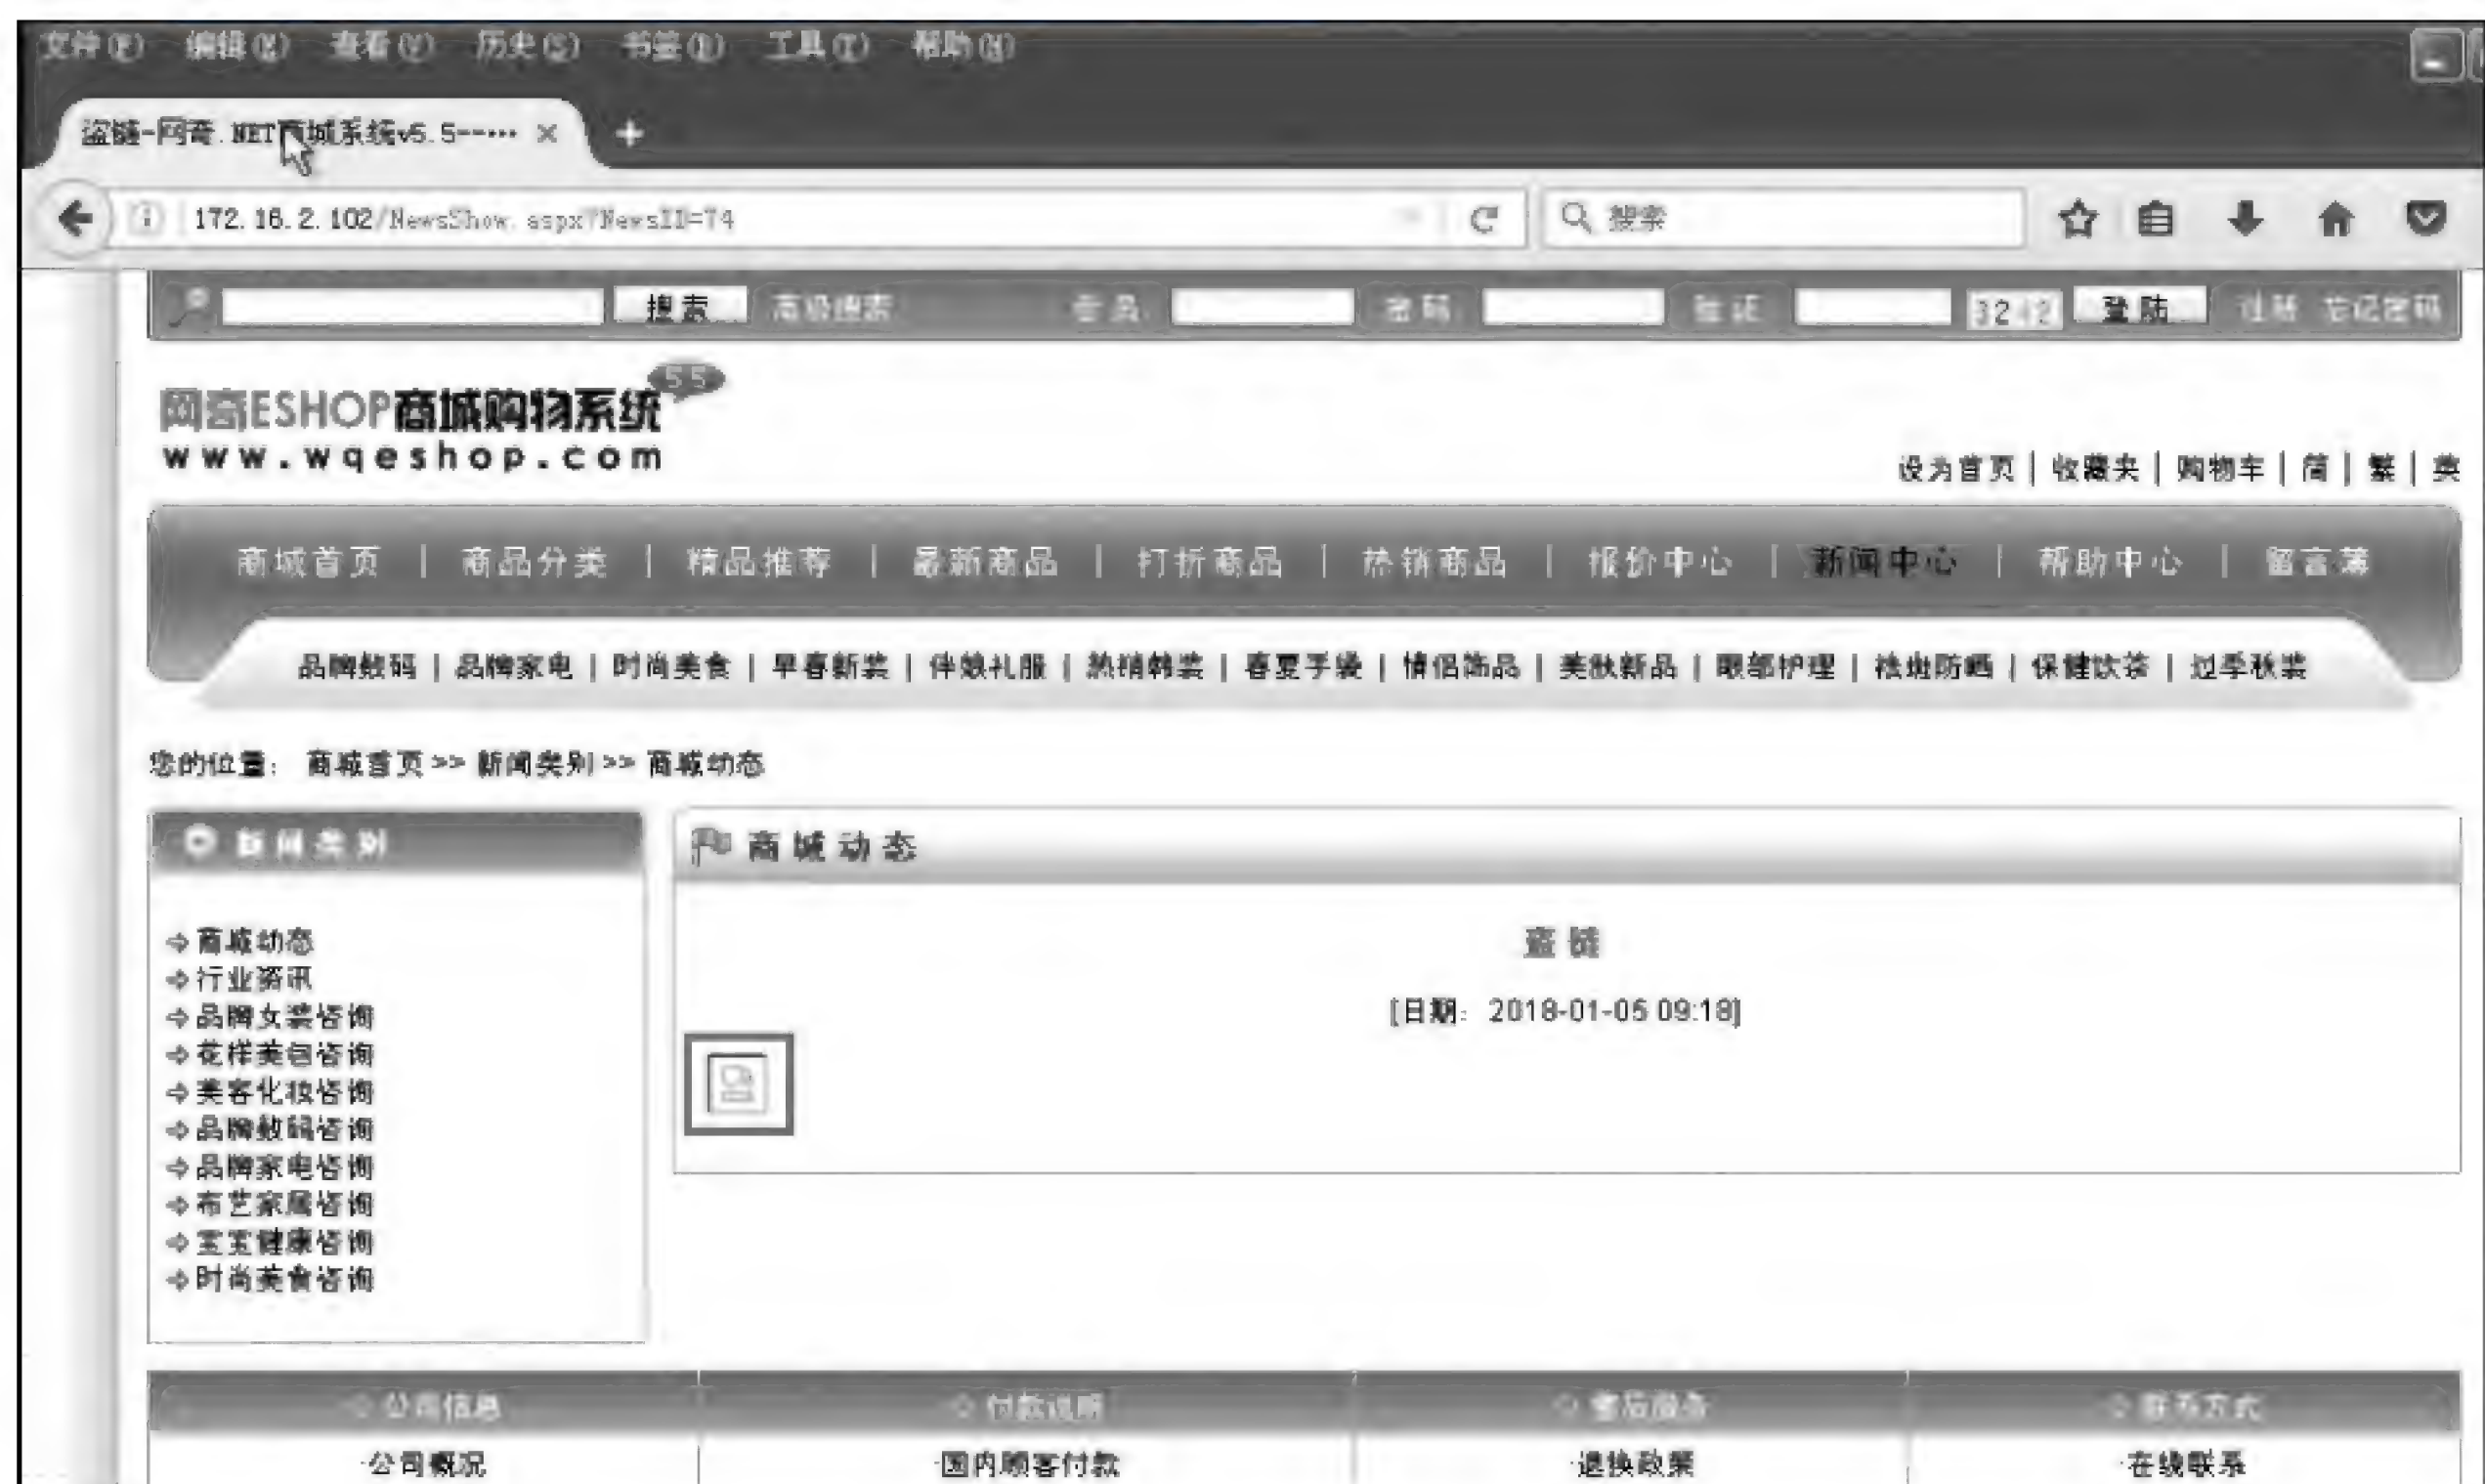 文件(F) 编辑(E) 查看(V) 历史(S) 书签(B) 工具(T) 帮助(H)
盗链-网奇.NET商城系统v5.5--… × +
172.16.2.102/NewsShow.aspx?NewsID=74 搜索
搜索 高级搜索 会员 密码 验证 登陆 注册 忘记密码
5.5
网奇ESHOP商城购物系统
www.wqeshop.com
设为首页 | 收藏夹 | 购物车 | 简 | 繁 | 英
商城首页 | 商品分类 | 精品推荐 | 最新商品 | 打折商品 | 热销商品 | 报价中心 | 新闻中心 | 帮助中心 | 留言簿
品牌数码 | 品牌家电 | 时尚美食 | 早春新装 | 伴娘礼服 | 热销韩装 | 春夏手袋 | 情侣饰品 | 美肤新品 | 眼部护理 | 祛斑防晒 | 保健饮茶 | 过季秋装
您的位置: 商城首页>> 新闻类别>> 商城动态
新闻类别
商城动态
行业资讯
品牌女装咨询
花样美包咨询
美容化妆咨询
品牌数码咨询
品牌家电咨询
布艺家居咨询
宝宝健康咨询
时尚美食咨询
商城动态
盗链
[日期: 2018-01-05 09:18]
公司信息 付款说明 售后服务 联系方式
·公司概况 ·国内顾客付款 ·退换政策 ·在线联系